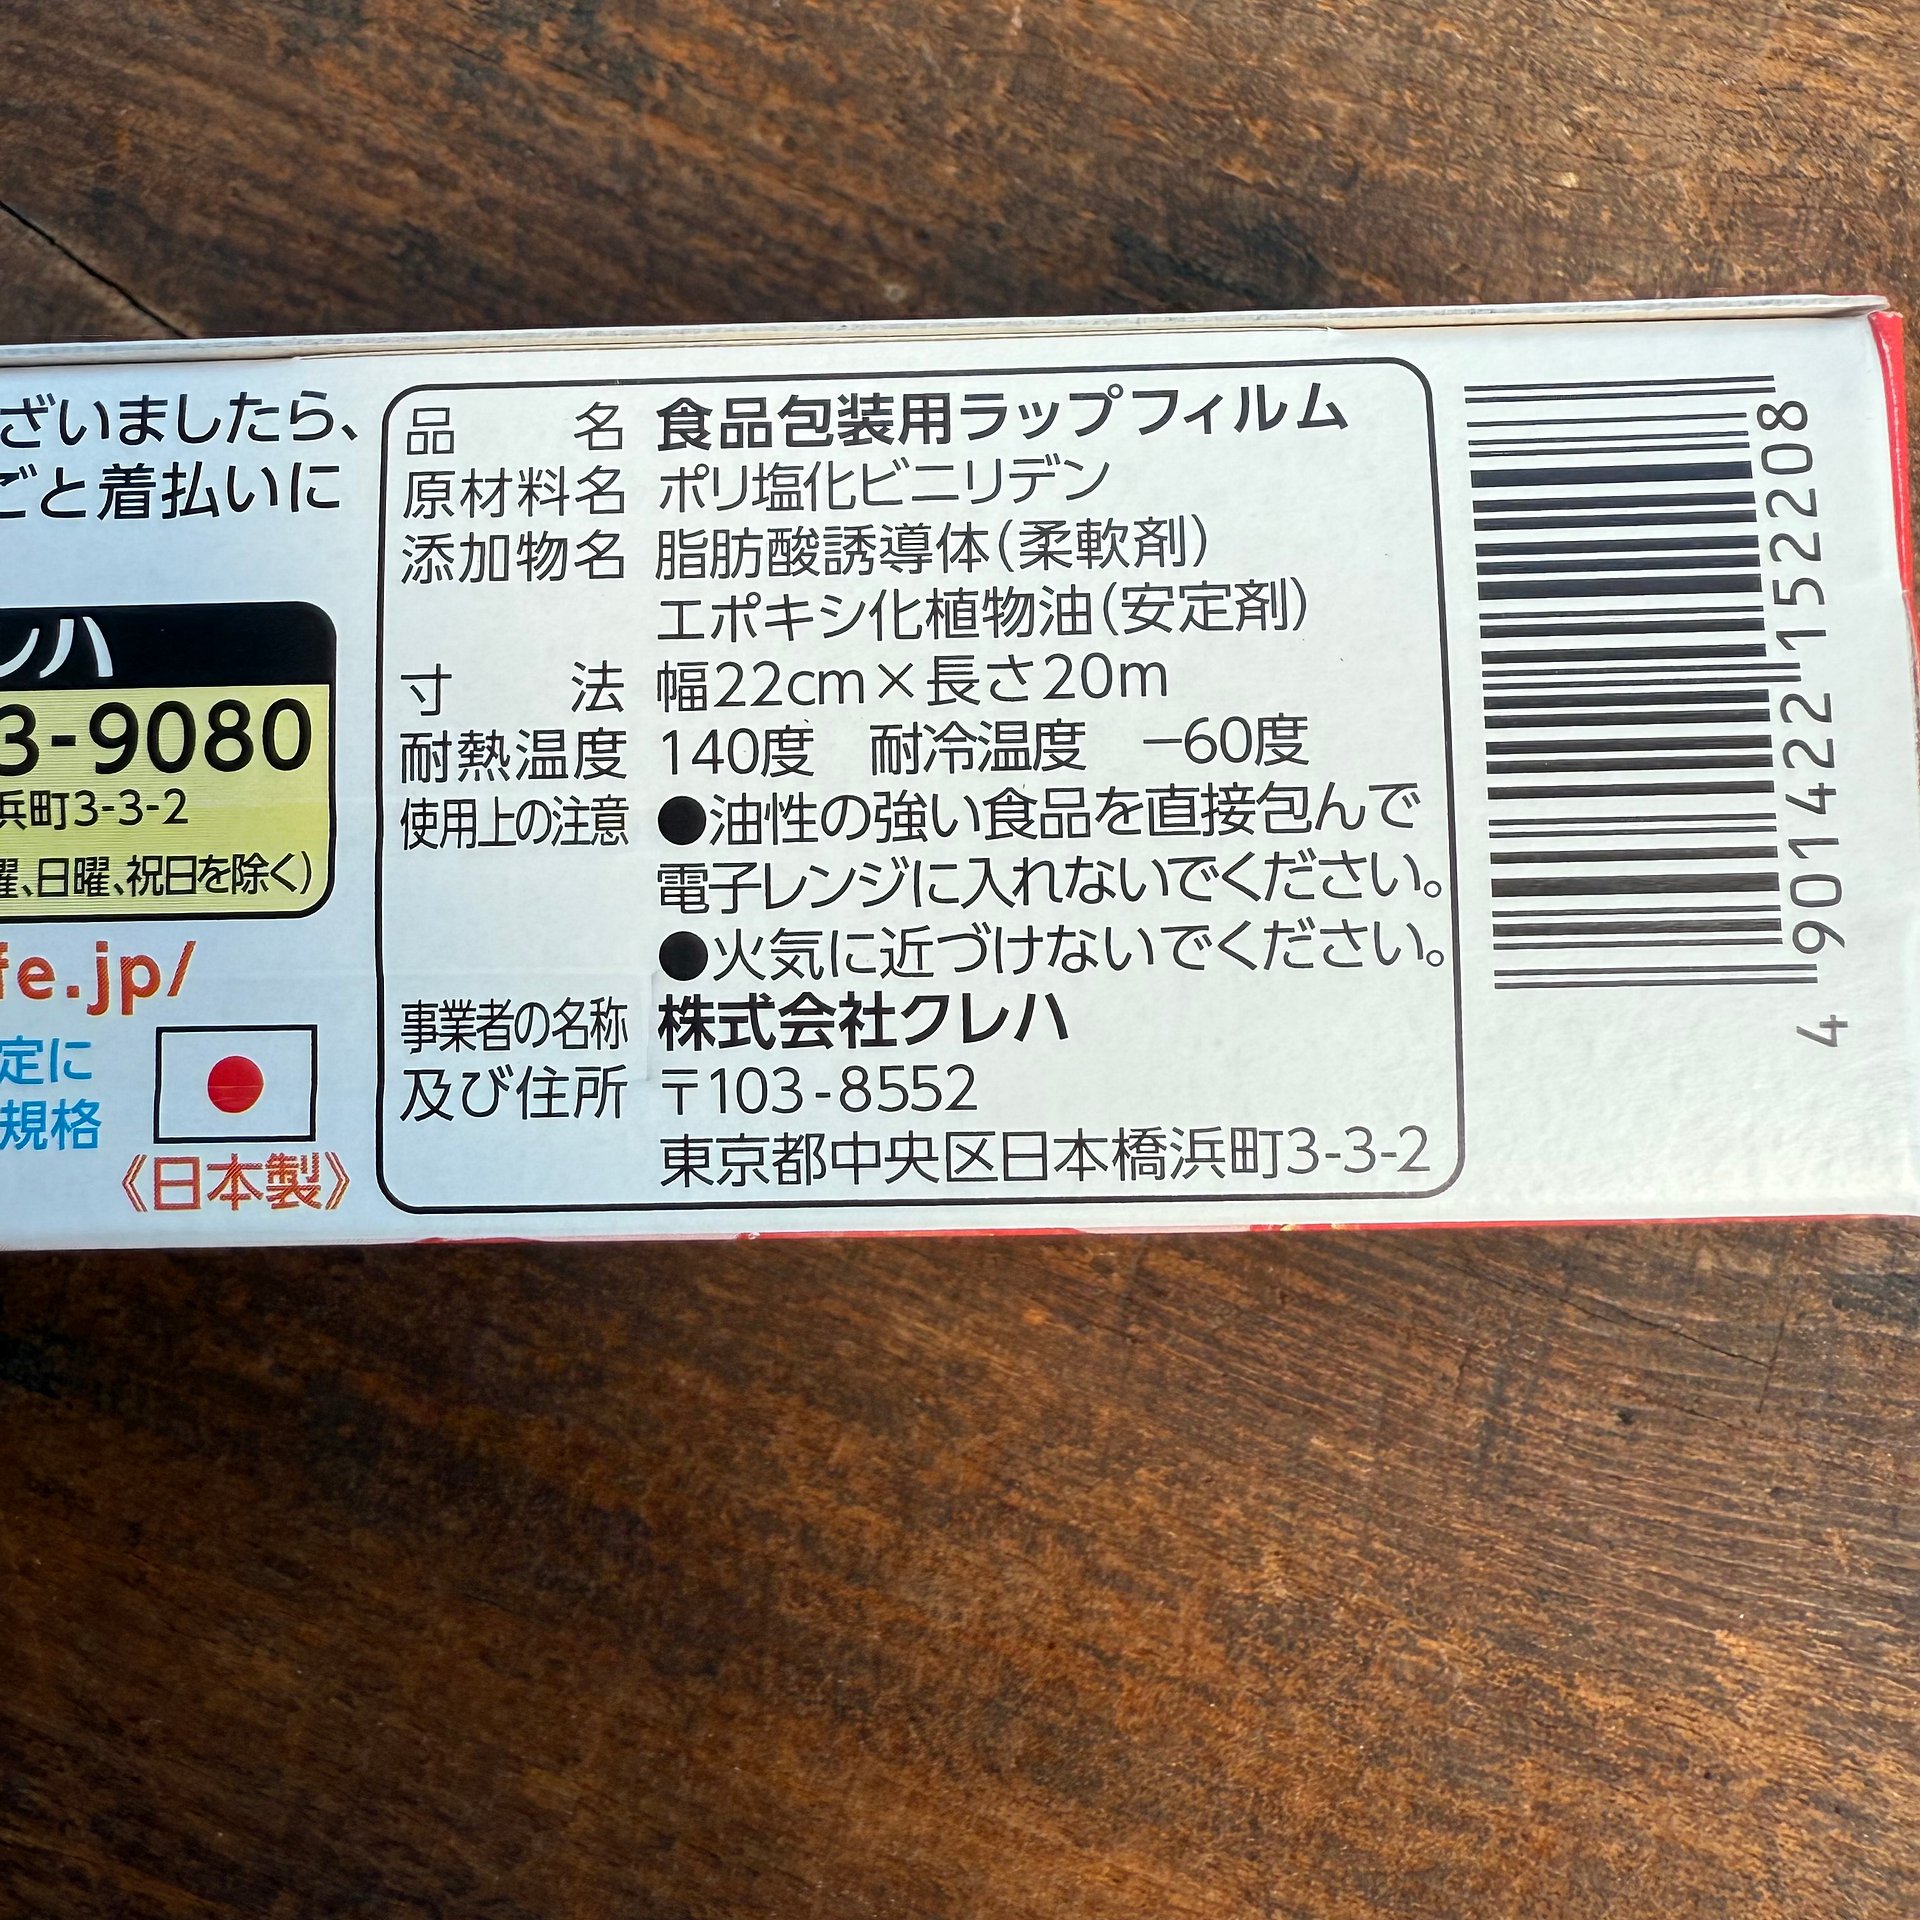 ざいましたら、
ごと着払いに
レハ
3-9080
浜町3-3-2
曜、日曜、祝日を除く)
fe.jp/
定に
規格
《日本製》
品　　名 食品包装用ラップフィルム
原材料名 ポリ塩化ビニリデン
添加物名 脂肪酸誘導体(柔軟剤)
エポキシ化植物油(安定剤)
寸　　法 幅22cm×長さ20m
耐熱温度 140度　耐冷温度　−60度
使用上の注意 ●油性の強い食品を直接包んで
電子レンジに入れないでください。
●火気に近づけないでください。
事業者の名称 株式会社クレハ
及び住所 〒103-8552
東京都中央区日本橋浜町3-3-2
4 901422 152208